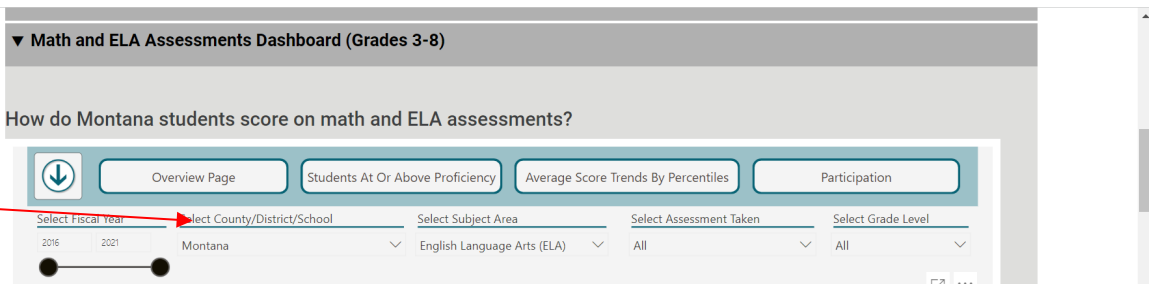 ▼ Math and ELA Assessments Dashboard (Grades 3-8)
How do Montana students score on math and ELA assessments?
Overview Page Students At Or Above Proficiency Average Score Trends By Percentiles Participation
Select Fiscal Year Select County/District/School Select Subject Area Select Assessment Taken Select Grade Level
2016 2021 Montana English Language Arts (ELA) All All